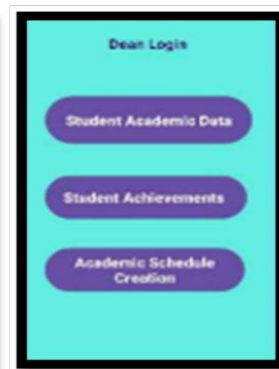 Dean Login
Student Academic Data
Student Achievements
Academic Schedule
Creation